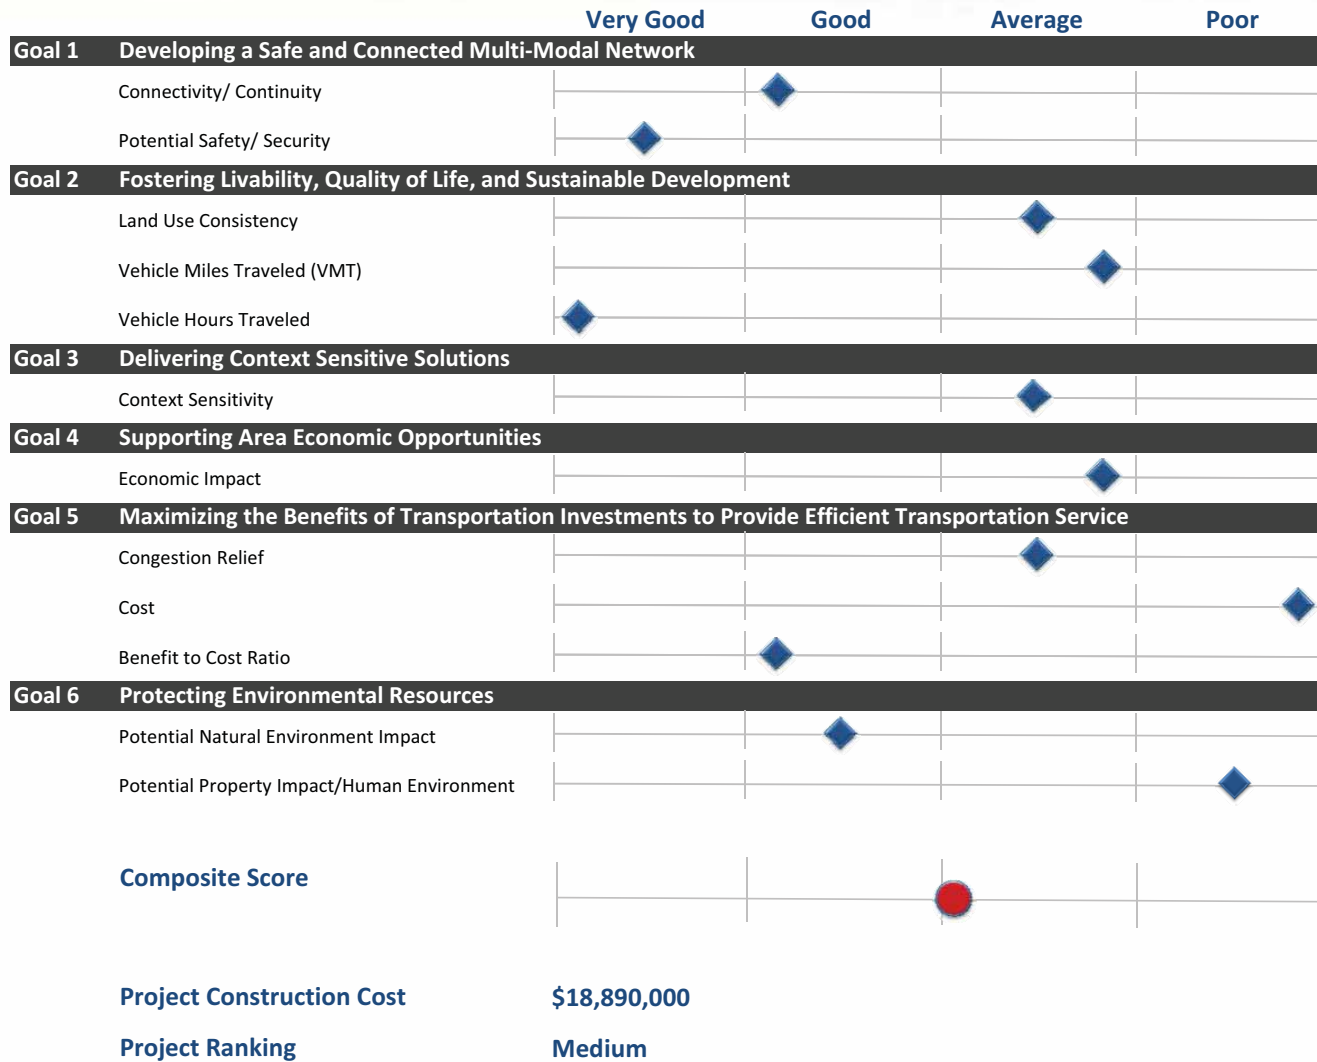 Very Good Good Average Poor
Goal 1 Developing a Safe and Connected Multi-Modal Network
Connectivity/ Continuity
Potential Safety/ Security
Goal 2 Fostering Livability, Quality of Life, and Sustainable Development
Land Use Consistency
Vehicle Miles Traveled (VMT)
Vehicle Hours Traveled
Goal 3 Delivering Context Sensitive Solutions
Context Sensitivity
Goal 4 Supporting Area Economic Opportunities
Economic Impact
Goal 5 Maximizing the Benefits of Transportation Investments to Provide Efficient Transportation Service
Congestion Relief
Cost
Benefit to Cost Ratio
Goal 6 Protecting Environmental Resources
Potential Natural Environment Impact
Potential Property Impact/Human Environment
Composite Score
Project Construction Cost $18,890,000
Project Ranking Medium